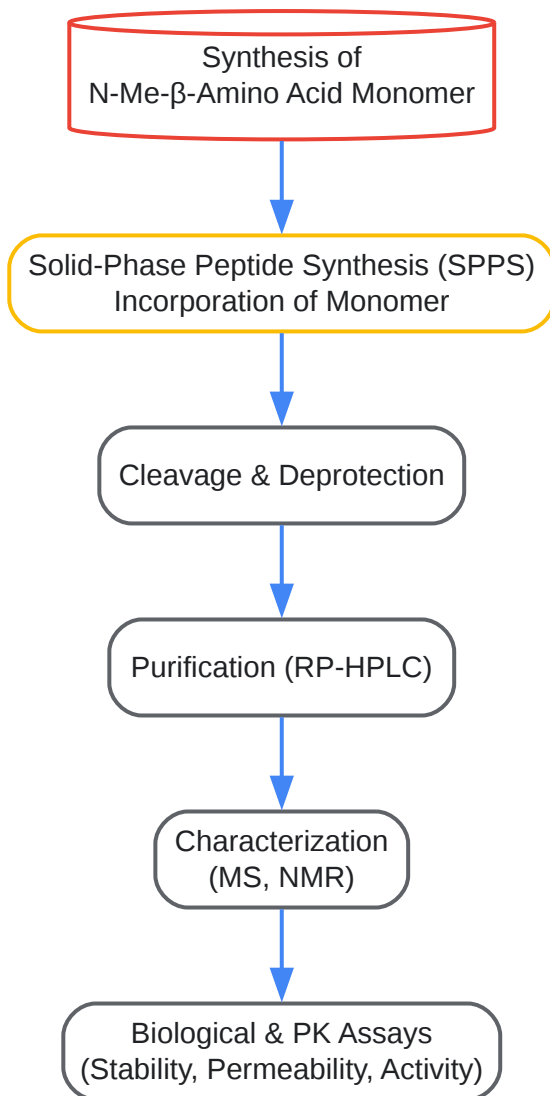 Synthesis of
N-Me-β-Amino Acid Monomer
Solid-Phase Peptide Synthesis (SPPS)
Incorporation of Monomer
Cleavage & Deprotection
Purification (RP-HPLC)
Characterization
(MS, NMR)
Biological & PK Assays
(Stability, Permeability, Activity)